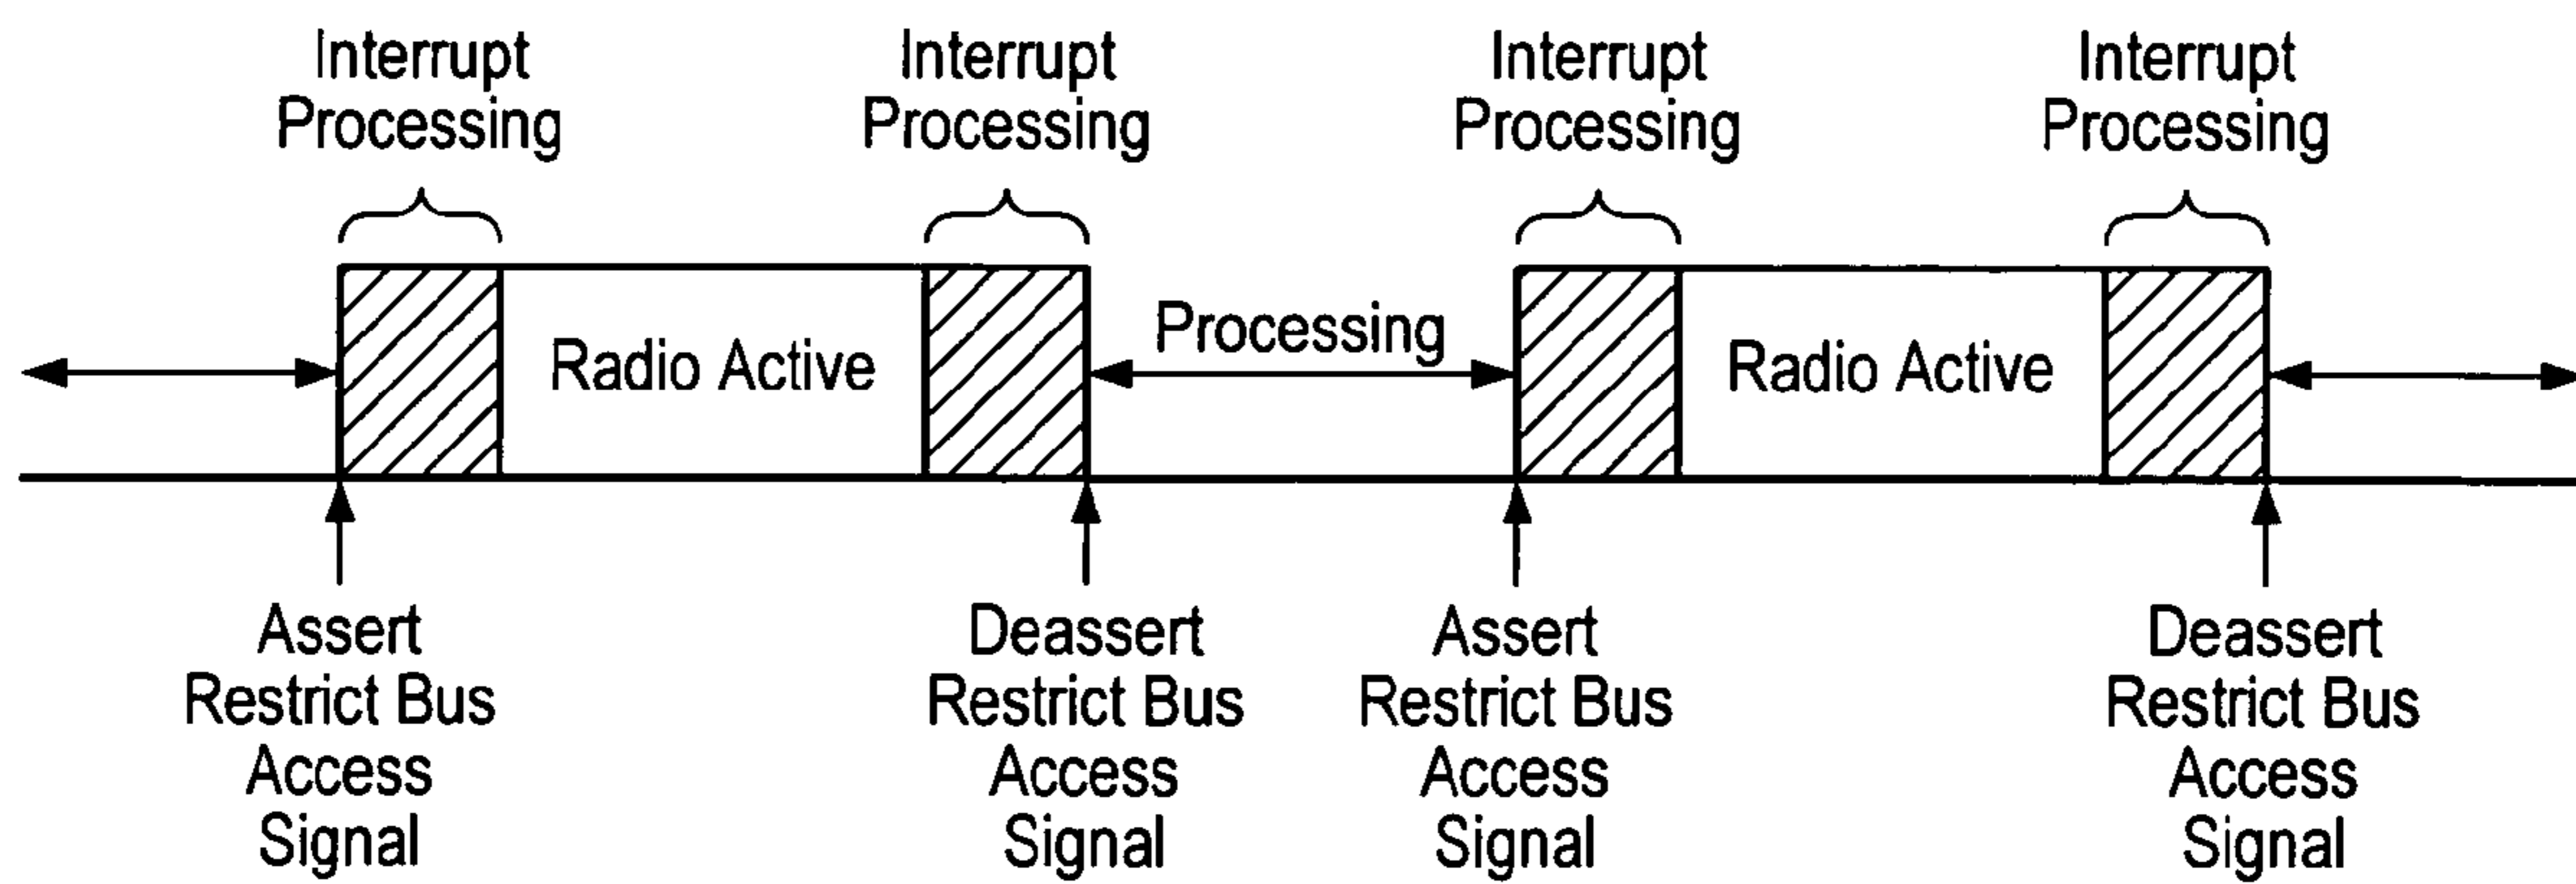 Interrupt
Processing
Interrupt
Processing
Interrupt
Processing
Interrupt
Processing
Radio Active
Processing
Radio Active
Assert
Restrict Bus
Access
Signal
Deassert
Restrict Bus
Access
Signal
Assert
Restrict Bus
Access
Signal
Deassert
Restrict Bus
Access
Signal